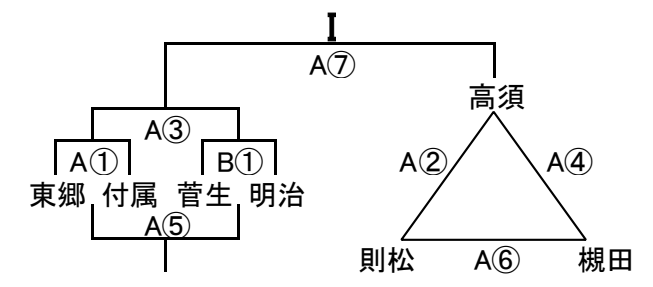 I
A⑦
高須
A③
A① B①
A② A④
東郷 付属 菅生 明治
A⑤
則松 A⑥ 槻田